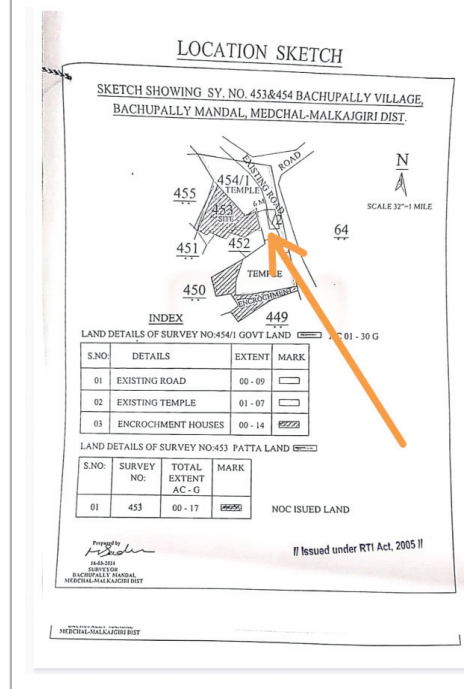 LOCATION SKETCH
SKETCH SHOWING SY. NO. 453&454 BACHUPALLY VILLAGE,
BACHUPALLY MANDAL, MEDCHAL-MALKAJGIRI DIST.
ROAD
EXISTING ROAD
N
454/1
TEMPLE
455
SCALE 32"=1 MILE
6 M
453
SITE
64
451
452
TEMPLE
450
ENCROCHMENT
449
INDEX
LAND DETAILS OF SURVEY NO:454/1 GOVT LAND AC 01 - 30 G
S.NO: DETAILS EXTENT MARK
01 EXISTING ROAD 00 - 09
02 EXISTING TEMPLE 01 - 07
03 ENCROCHMENT HOUSES 00 - 14
LAND DETAILS OF SURVEY NO:453 PATTA LAND
S.NO: SURVEY NO: TOTAL EXTENT AC - G MARK
01 453 00 - 17 NOC ISUED LAND
Prepared by
SURVEYOR
BACHUPALLY MANDAL
MEDCHAL-MALKAJGIRI DIST
// Issued under RTI Act, 2005 //
MEDCHAL-MALKAJGIRI DIST